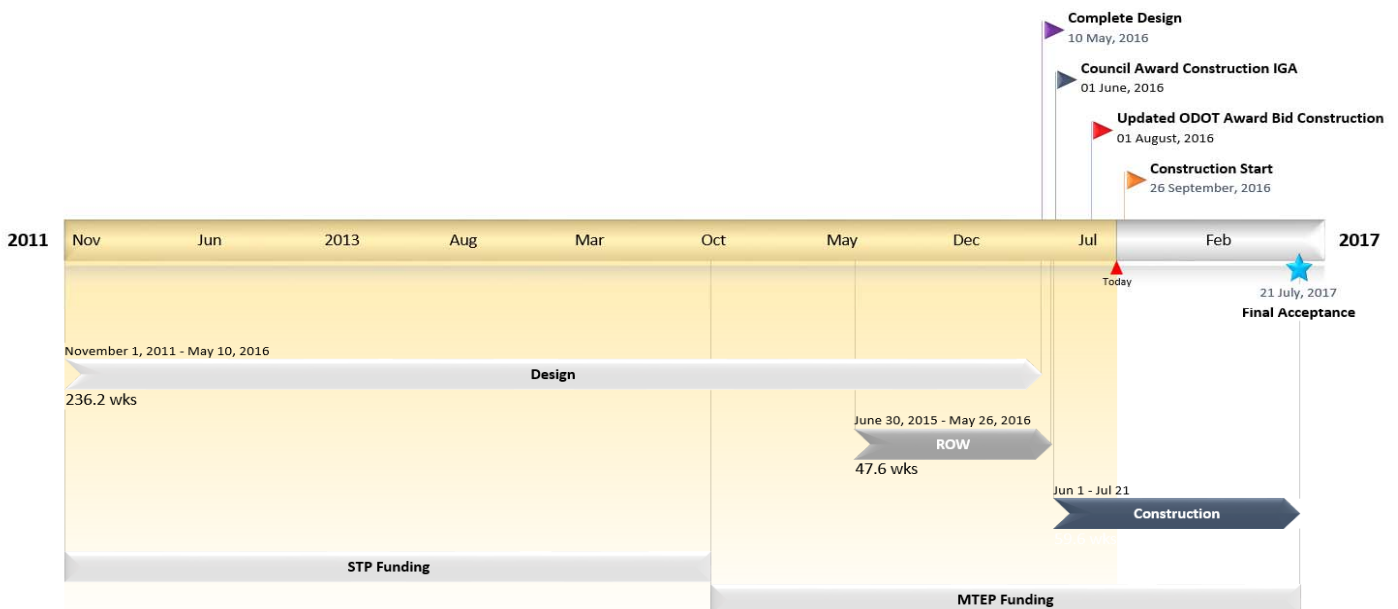 Complete Design
10 May, 2016
Council Award Construction IGA
01 June, 2016
Updated ODOT Award Bid Construction
01 August, 2016
Construction Start
26 September, 2016
2011 Nov Jun 2013 Aug Mar Oct May Dec Jul Feb 2017
Today
21 July, 2017
Final Acceptance
November 1, 2011 - May 10, 2016
Design
236.2 wks
June 30, 2015 - May 26, 2016
ROW
47.6 wks
Jun 1 - Jul 21
Construction
STP Funding
MTEP Funding